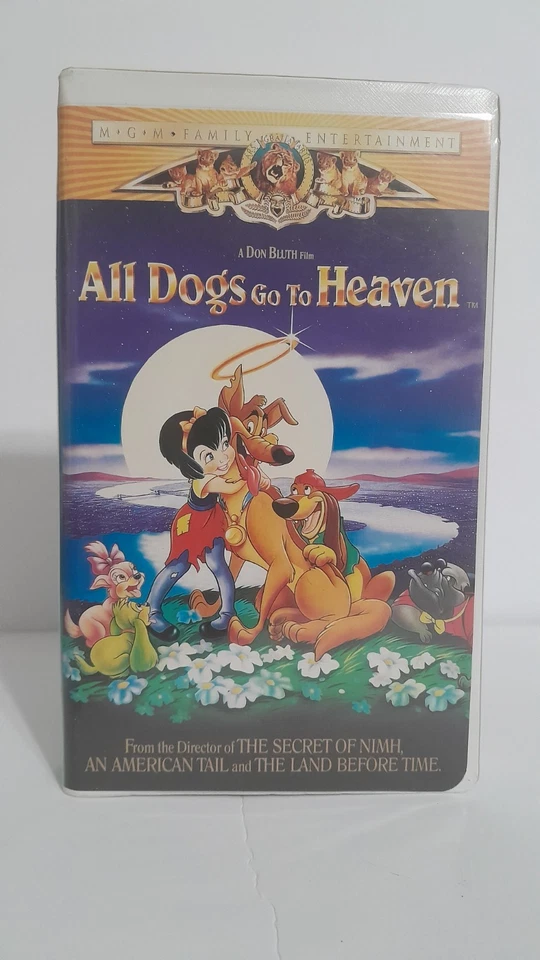 M•G•M•FAMILY ENTERTAINMENT
A DON BLUTH Film
All Dogs Go To Heaven TM
From the Director of THE SECRET OF NIMH,
AN AMERICAN TAIL and THE LAND BEFORE TIME.